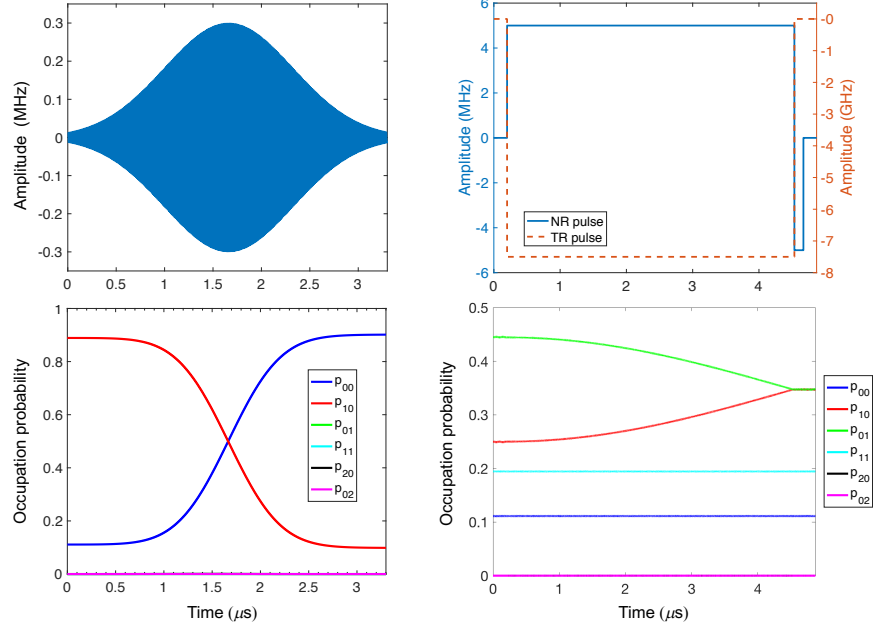 Amplitude (MHz)
0.3
0.2
0.1
0
-0.1
-0.2
-0.3
0 0.5 1 1.5 2 2.5 3
Amplitude (MHz)
6
4
2
0
-2
-4
-6
NR pulse
TR pulse
0 1 2 3 4
-0
-1
-2
-3
-4
-5
-6
-7
-8
Amplitude (GHz)
Occupation probability
1
0.8
0.6
0.4
0.2
0
p00
p10
p01
p11
p20
p02
0 0.5 1 1.5 2 2.5 3
Time (μs)
Occupation probability
0.5
0.4
0.3
0.2
0.1
0
0 1 2 3 4
Time (μs)
p00
p10
p01
p11
p20
p02